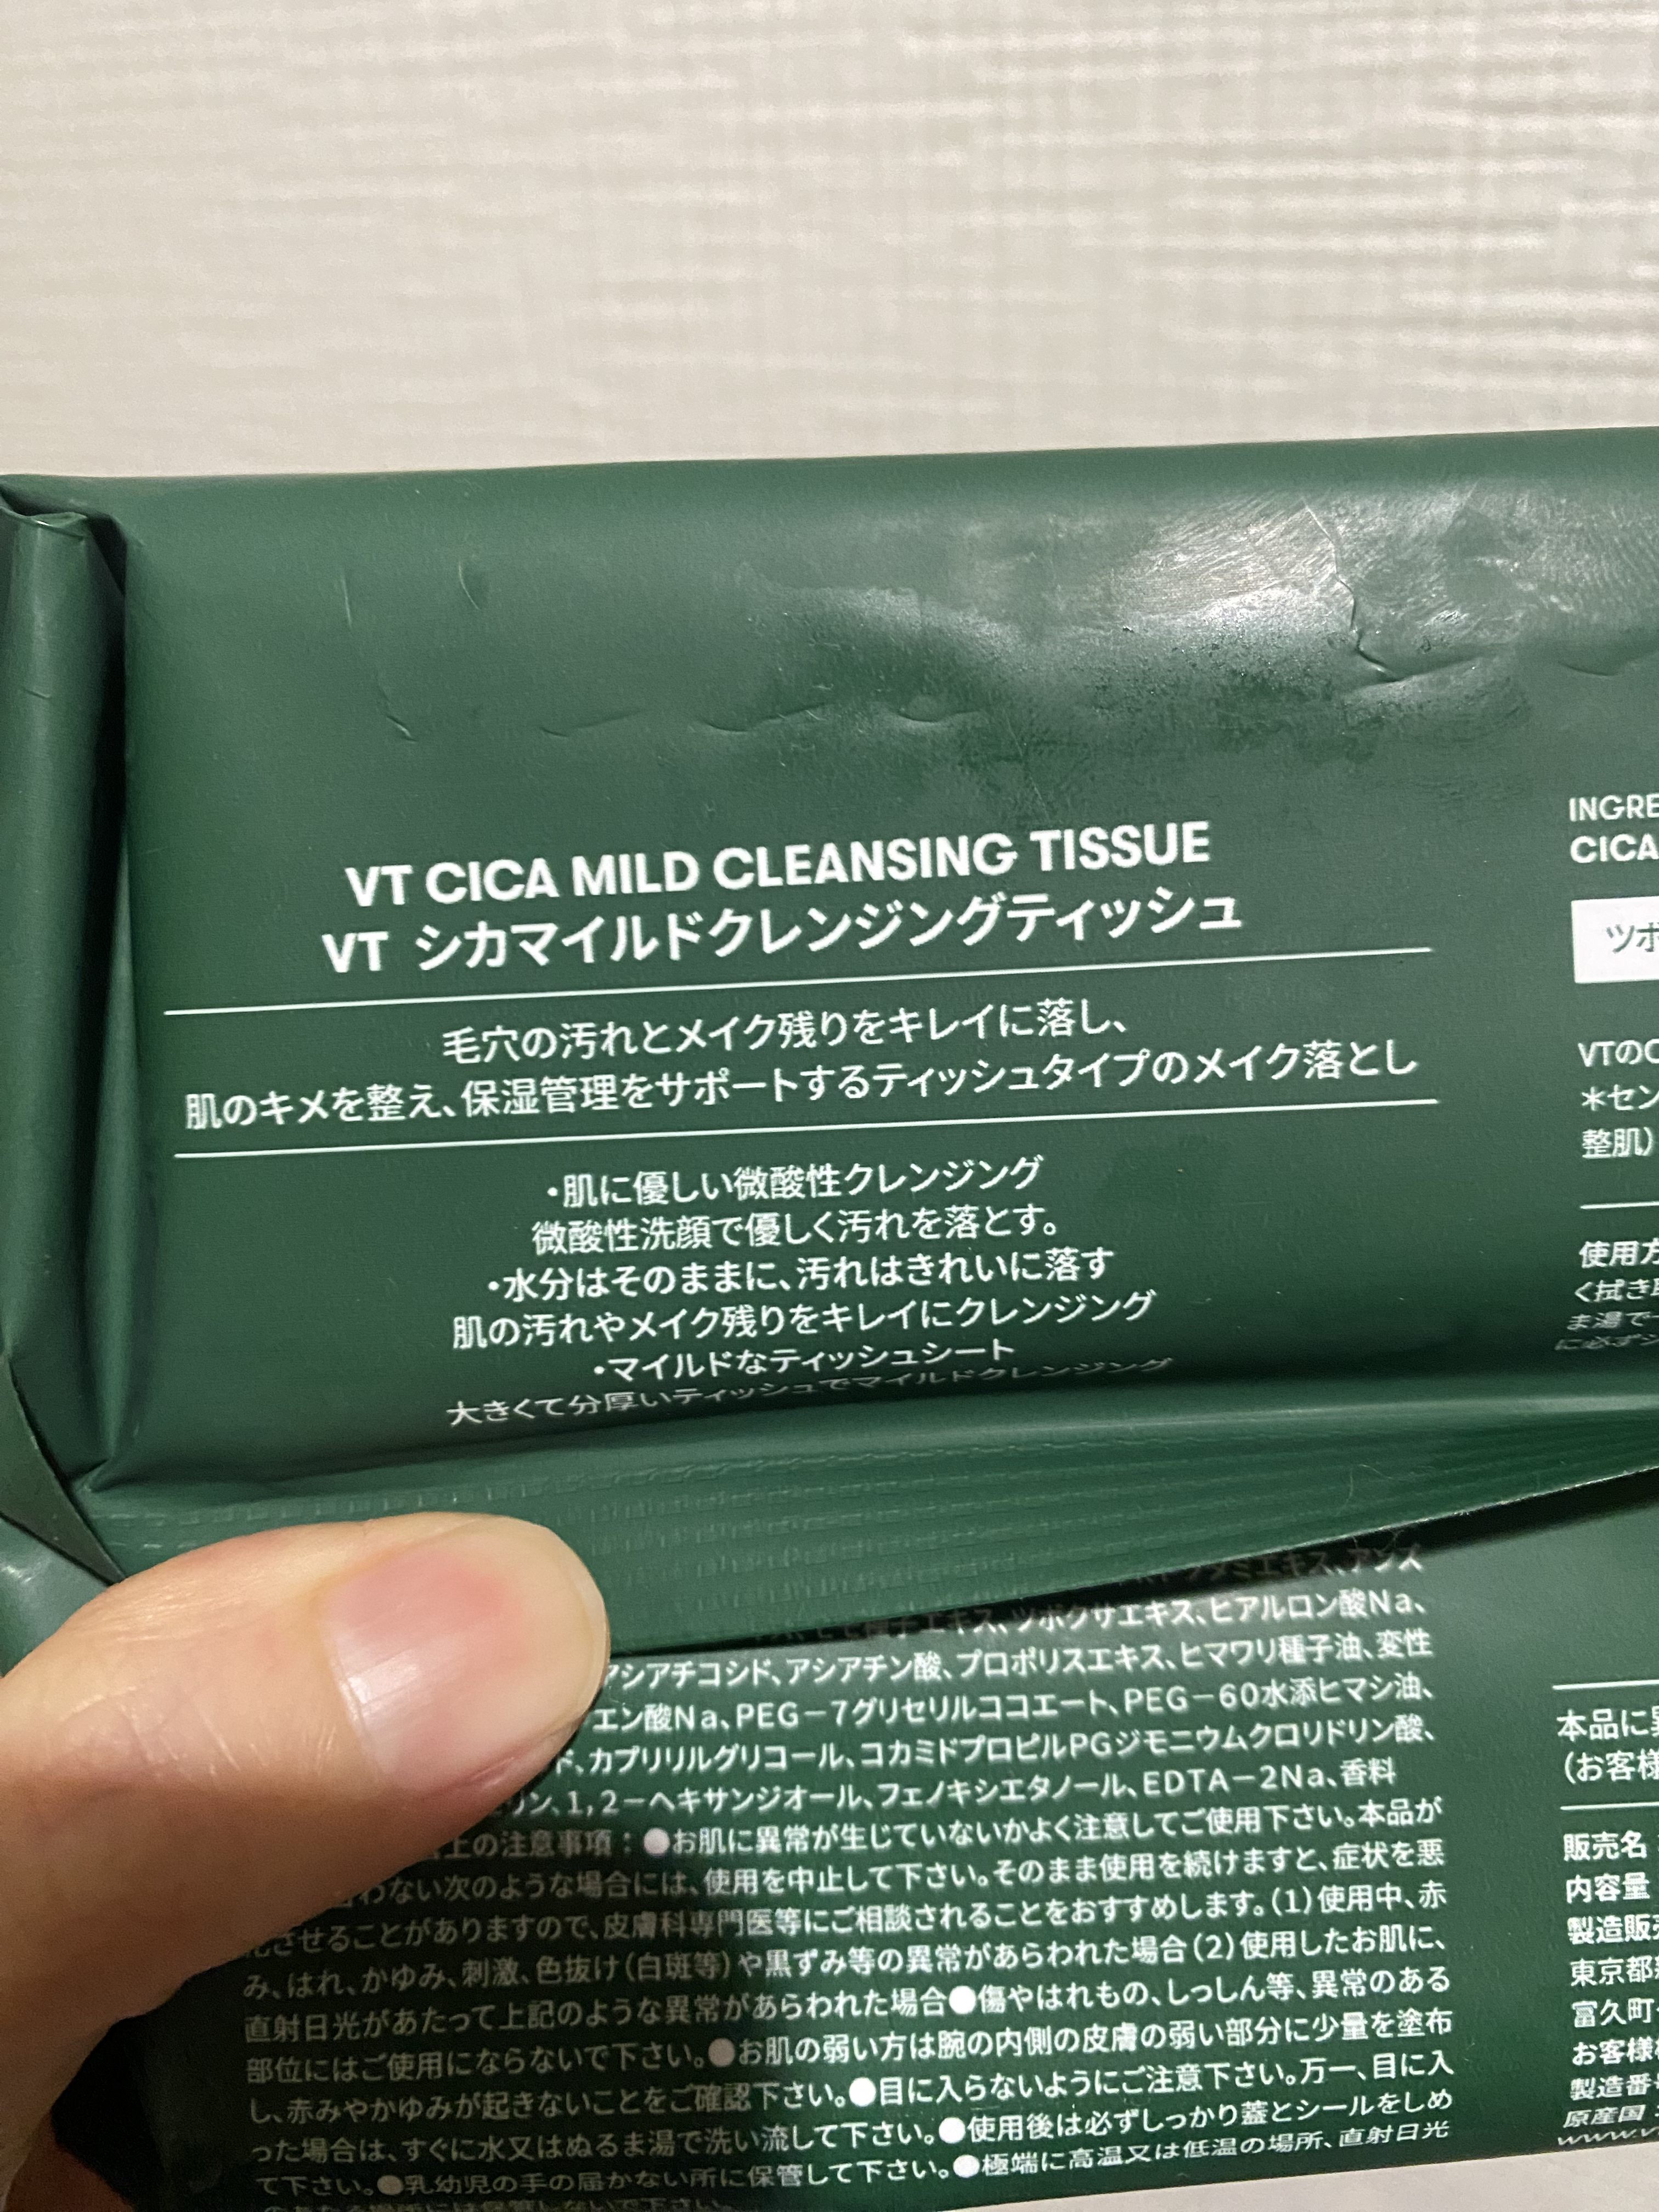 VT CICA MILD CLEANSING TISSUE
VT シカマイルドクレンジングティッシュ
毛穴の汚れとメイク残りをキレイに落し、
肌のキメを整え、保湿管理をサポートするティッシュタイプのメイク落とし
・肌に優しい微酸性クレンジング
微酸性洗顔で優しく汚れを落とす。
・水分はそのままに、汚れはきれいに落す
肌の汚れやメイク残りをキレイにクレンジング
・マイルドなティッシュシート
大きくて分厚いティッシュでマイルドクレンジング
INGRE
CICA
ツボ
VTのC
*セン
整肌)
使用方
く拭き取
ま湯で
に必ず
エキス、アンズ
種子エキス、ツボクサエキス、ヒアルロン酸Na、
アシアチコシド、アシアチン酸、プロポリスエキス、ヒマワリ種子油、変性
エン酸Na、PEG-7グリセリルココエート、PEG-60水添ヒマシ油、
ド、カプリリルグリコール、コカミドプロピルPGジモニウムクロリドリン酸、
リン、1,2-ヘキサンジオール、フェノキシエタノール、EDTA-2Na、香料
上の注意事項：●お肌に異常が生じていないかよく注意してご使用下さい。本品が
わない次のような場合には、使用を中止して下さい。そのまま使用を続けますと、症状を悪
化させることがありますので、皮膚科専門医等にご相談されることをおすすめします。(1)使用中、赤
み、はれ、かゆみ、刺激、色抜け(白斑等)や黒ずみ等の異常があらわれた場合(2)使用したお肌に、
直射日光があたって上記のような異常があらわれた場合●傷やはれもの、しっしん等、異常のある
部位にはご使用にならないで下さい。●お肌の弱い方は腕の内側の皮膚の弱い部分に少量を塗布
し、赤みやかゆみが起きないことをご確認下さい。●目に入らないようにご注意下さい。万一、目に入
った場合は、すぐに水又はぬるま湯で洗い流して下さい。●使用後は必ずしっかり蓋とシールをしめ
て下さい。●乳幼児の手の届かない所に保管して下さい。●極端に高温又は低温の場所、直射日光
本品に異
(お客様
販売名
内容量
製造販売
東京都新
富久町
お客様
製造番号
原産国
www.v